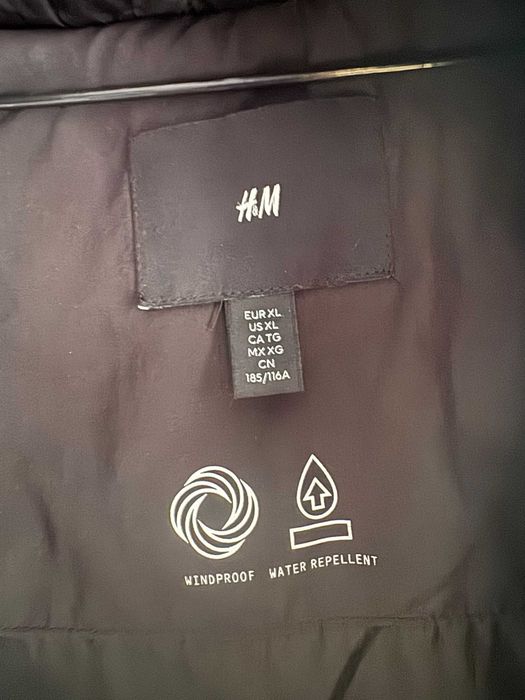 H&M
EUR XL
US XL
CA TG
MX XG
CN
185/116A
WINDPROOF WATER REPELLENT